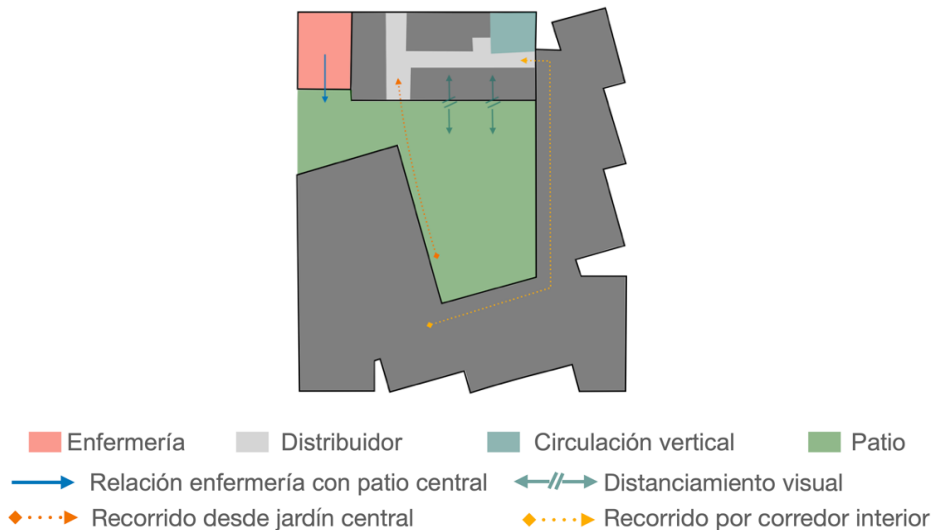 Enfermería
Distribuidor
Circulación vertical
Patio
Relación enfermería con patio central
Distanciamiento visual
Recorrido desde jardín central
Recorrido por corredor interior